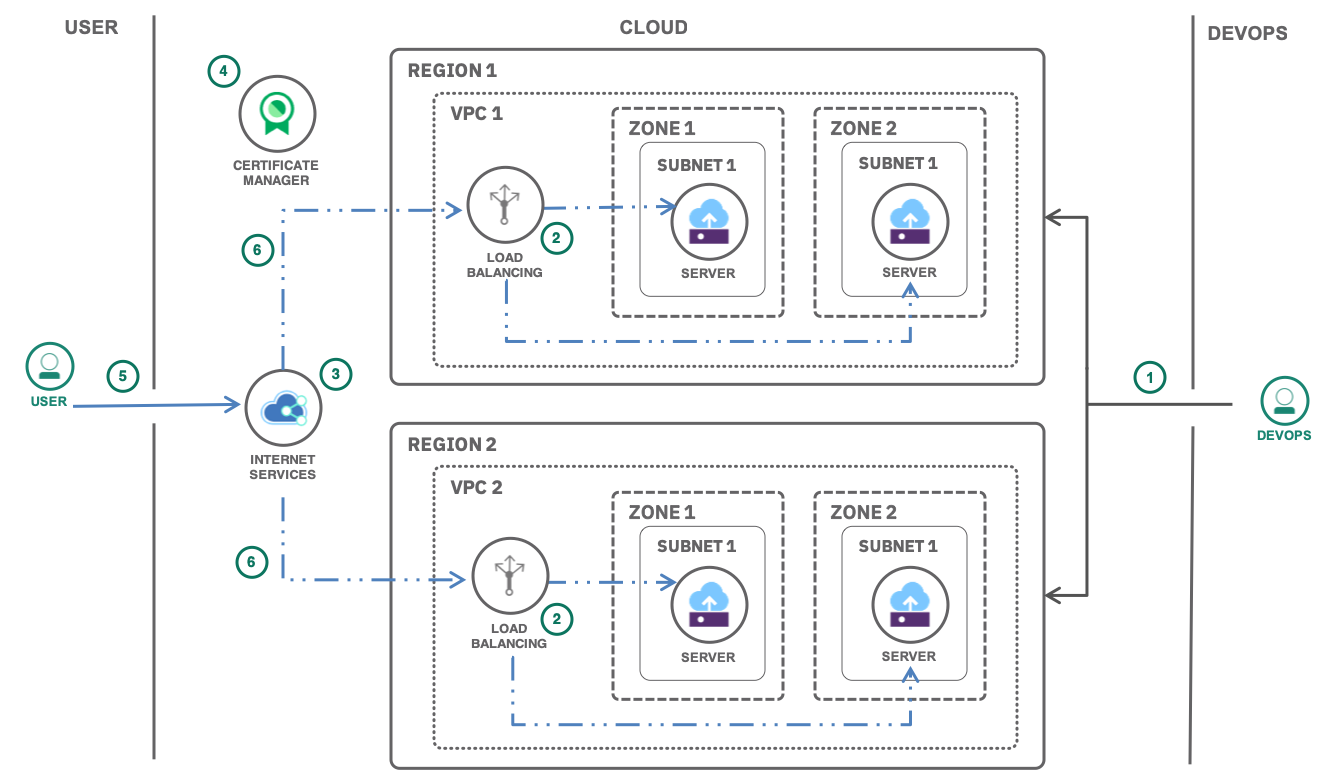 USER
CLOUD
DEVOPS
4
CERTIFICATE
MANAGER
6
5
USER
3
INTERNET
SERVICES
6
REGION 1
VPC 1
LOAD
BALANCING
2
ZONE 1
SUBNET 1
SERVER
ZONE 2
SUBNET 1
SERVER
REGION 2
VPC 2
LOAD
BALANCING
2
ZONE 1
SUBNET 1
SERVER
ZONE 2
SUBNET 1
SERVER
1
DEVOPS